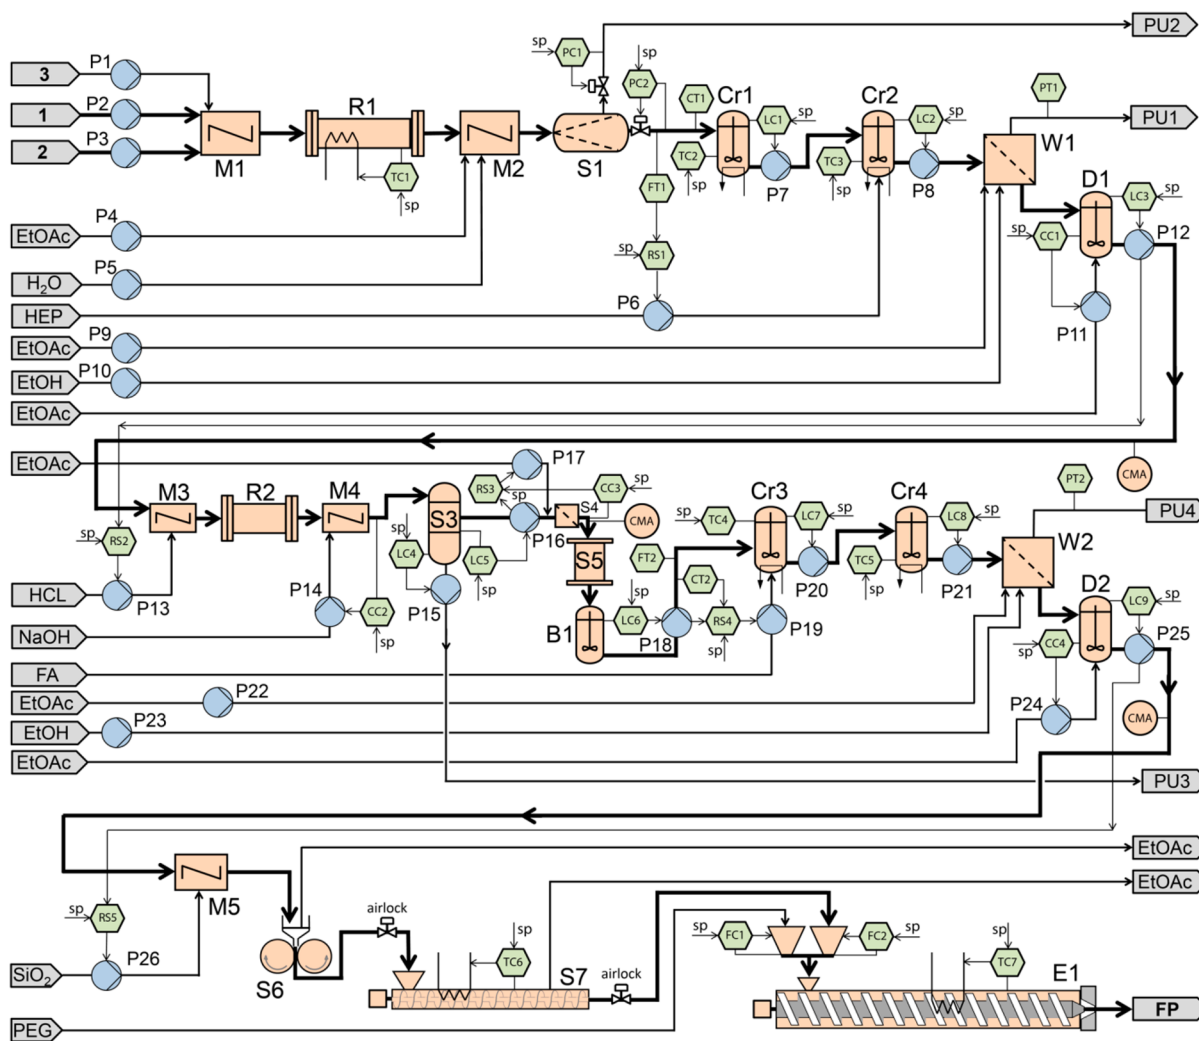 PU2
sp PC1 sp PC2
3 P1
1 P2 R1 CT1 Cr1 Cr2 PT1 PU1
LC1 sp LC2 sp
2 P3 M1 M2 S1 W1
TC1 sp TC2 sp P7 TC3 sp P8
FT1 D1 LC3 sp
EtOAc P4 sp CC1 P12
sp RS1
H2O P5
HEP P6 P11
EtOAc P9
EtOH P10
EtOAc
EtOAc P17 CMA
RS3 sp CC3 sp PT2
M3 R2 M4 S3 S4 CMA Cr3 Cr4 PU4
TC4 sp LC7 sp LC8 sp
sp RS2 sp LC4 LC5 sp P16 S5 FT2 TC5 sp P20 P21 W2
CT2
HCL P13 P14 P15 sp D2 LC9 sp
CC2 sp B1 LC6 P18 RS4 sp P19
NaOH sp CC4 P25
FA
EtOAc P22 P24 CMA
EtOH P23
EtOAc
PU3
EtOAc
M5 EtOAc
sp RS5 airlock sp sp FC1 FC2 sp sp
TC6 TC7
SiO2 P26 S6 S7 airlock E1
PEG FP